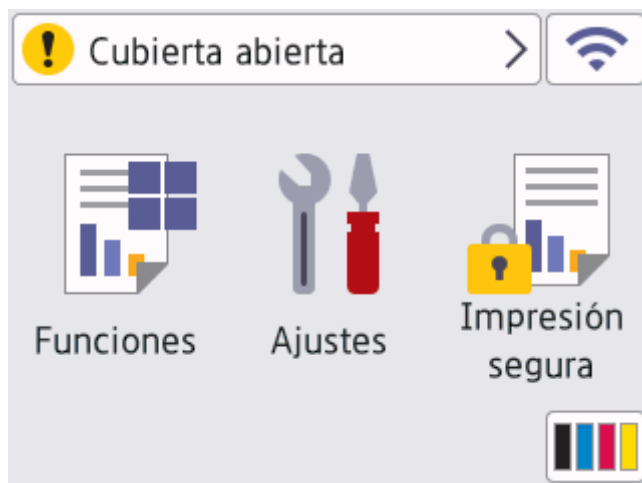 Cubierta abierta
Funciones
Ajustes
Impresión
segura